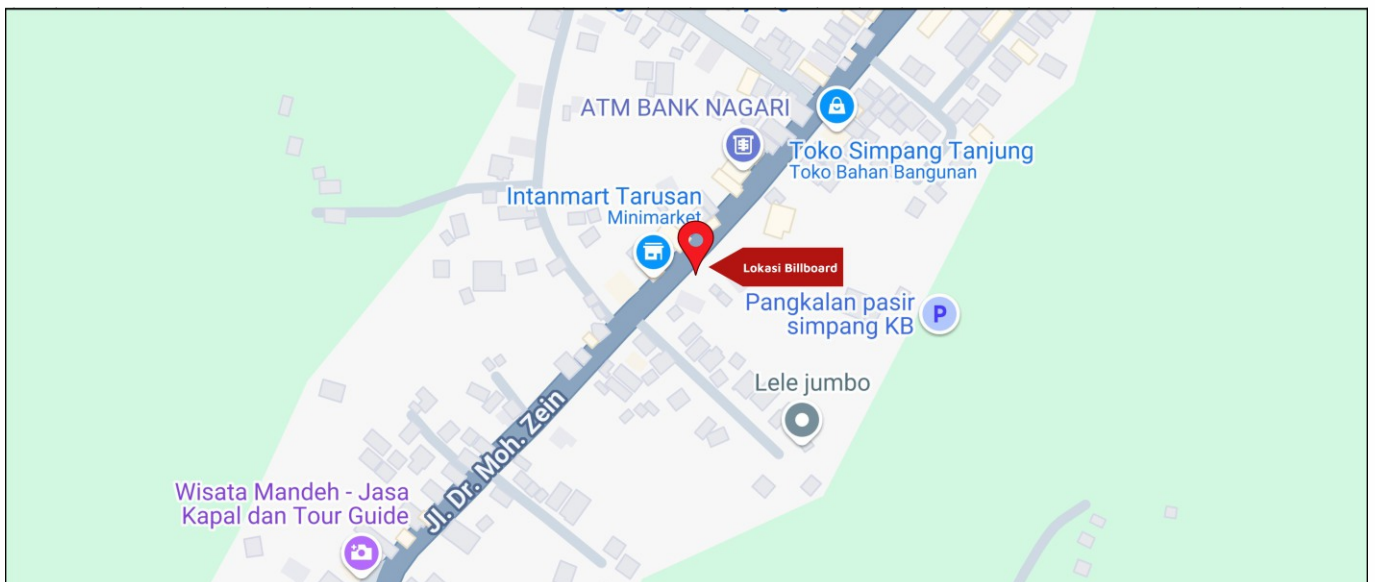 ATM BANK NAGARI
Toko Simpang Tanjung
Toko Bahan Bangunan
Intanmart Tarusan
Minimarket
Lokasi Billboard
Pangkalan pasir
simpang KB
P
Lele jumbo
Jl. Dr. Moh. Zein
Wisata Mandeh - Jasa
Kapal dan Tour Guide